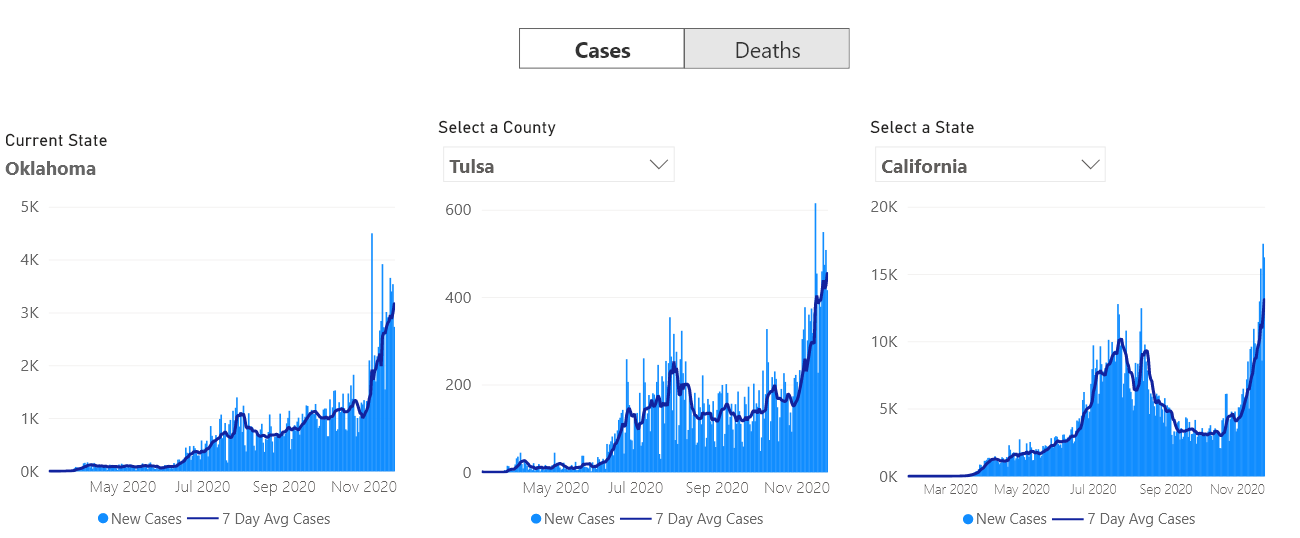 Cases Deaths
Current State
Oklahoma
5K
4K
3K
2K
1K
0K
May 2020 Jul 2020 Sep 2020 Nov 2020
New Cases 7 Day Avg Cases
Select a County
Tulsa
600
400
200
0
May 2020 Jul 2020 Sep 2020 Nov 2020
New Cases 7 Day Avg Cases
Select a State
California
20K
15K
10K
5K
0K
Mar 2020 May 2020 Jul 2020 Sep 2020 Nov 2020
New Cases 7 Day Avg Cases